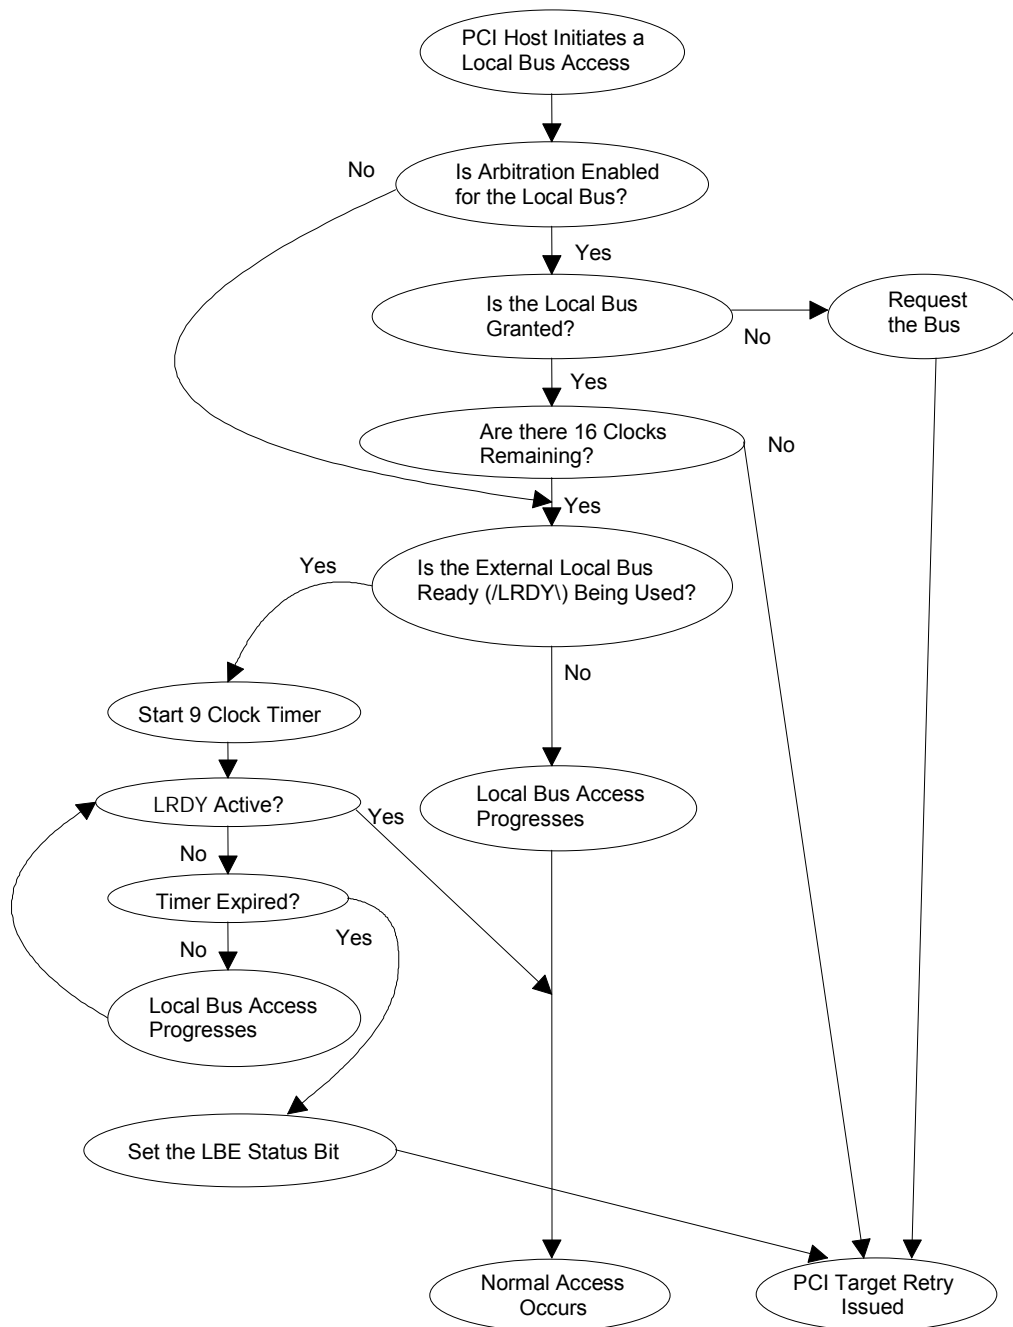 PCI Host Initiates a
Local Bus Access
No
Is Arbitration Enabled
for the Local Bus?
Yes
Is the Local Bus
Granted?
No
Request
the Bus
Yes
Are there 16 Clocks
Remaining?
No
Yes
Is the External Local Bus
Ready (/LRDY\) Being Used?
Yes
No
Start 9 Clock Timer
LRDY Active?
Yes
Local Bus Access
Progresses
No
Timer Expired?
Yes
No
Local Bus Access
Progresses
Set the LBE Status Bit
Normal Access
Occurs
PCI Target Retry
Issued